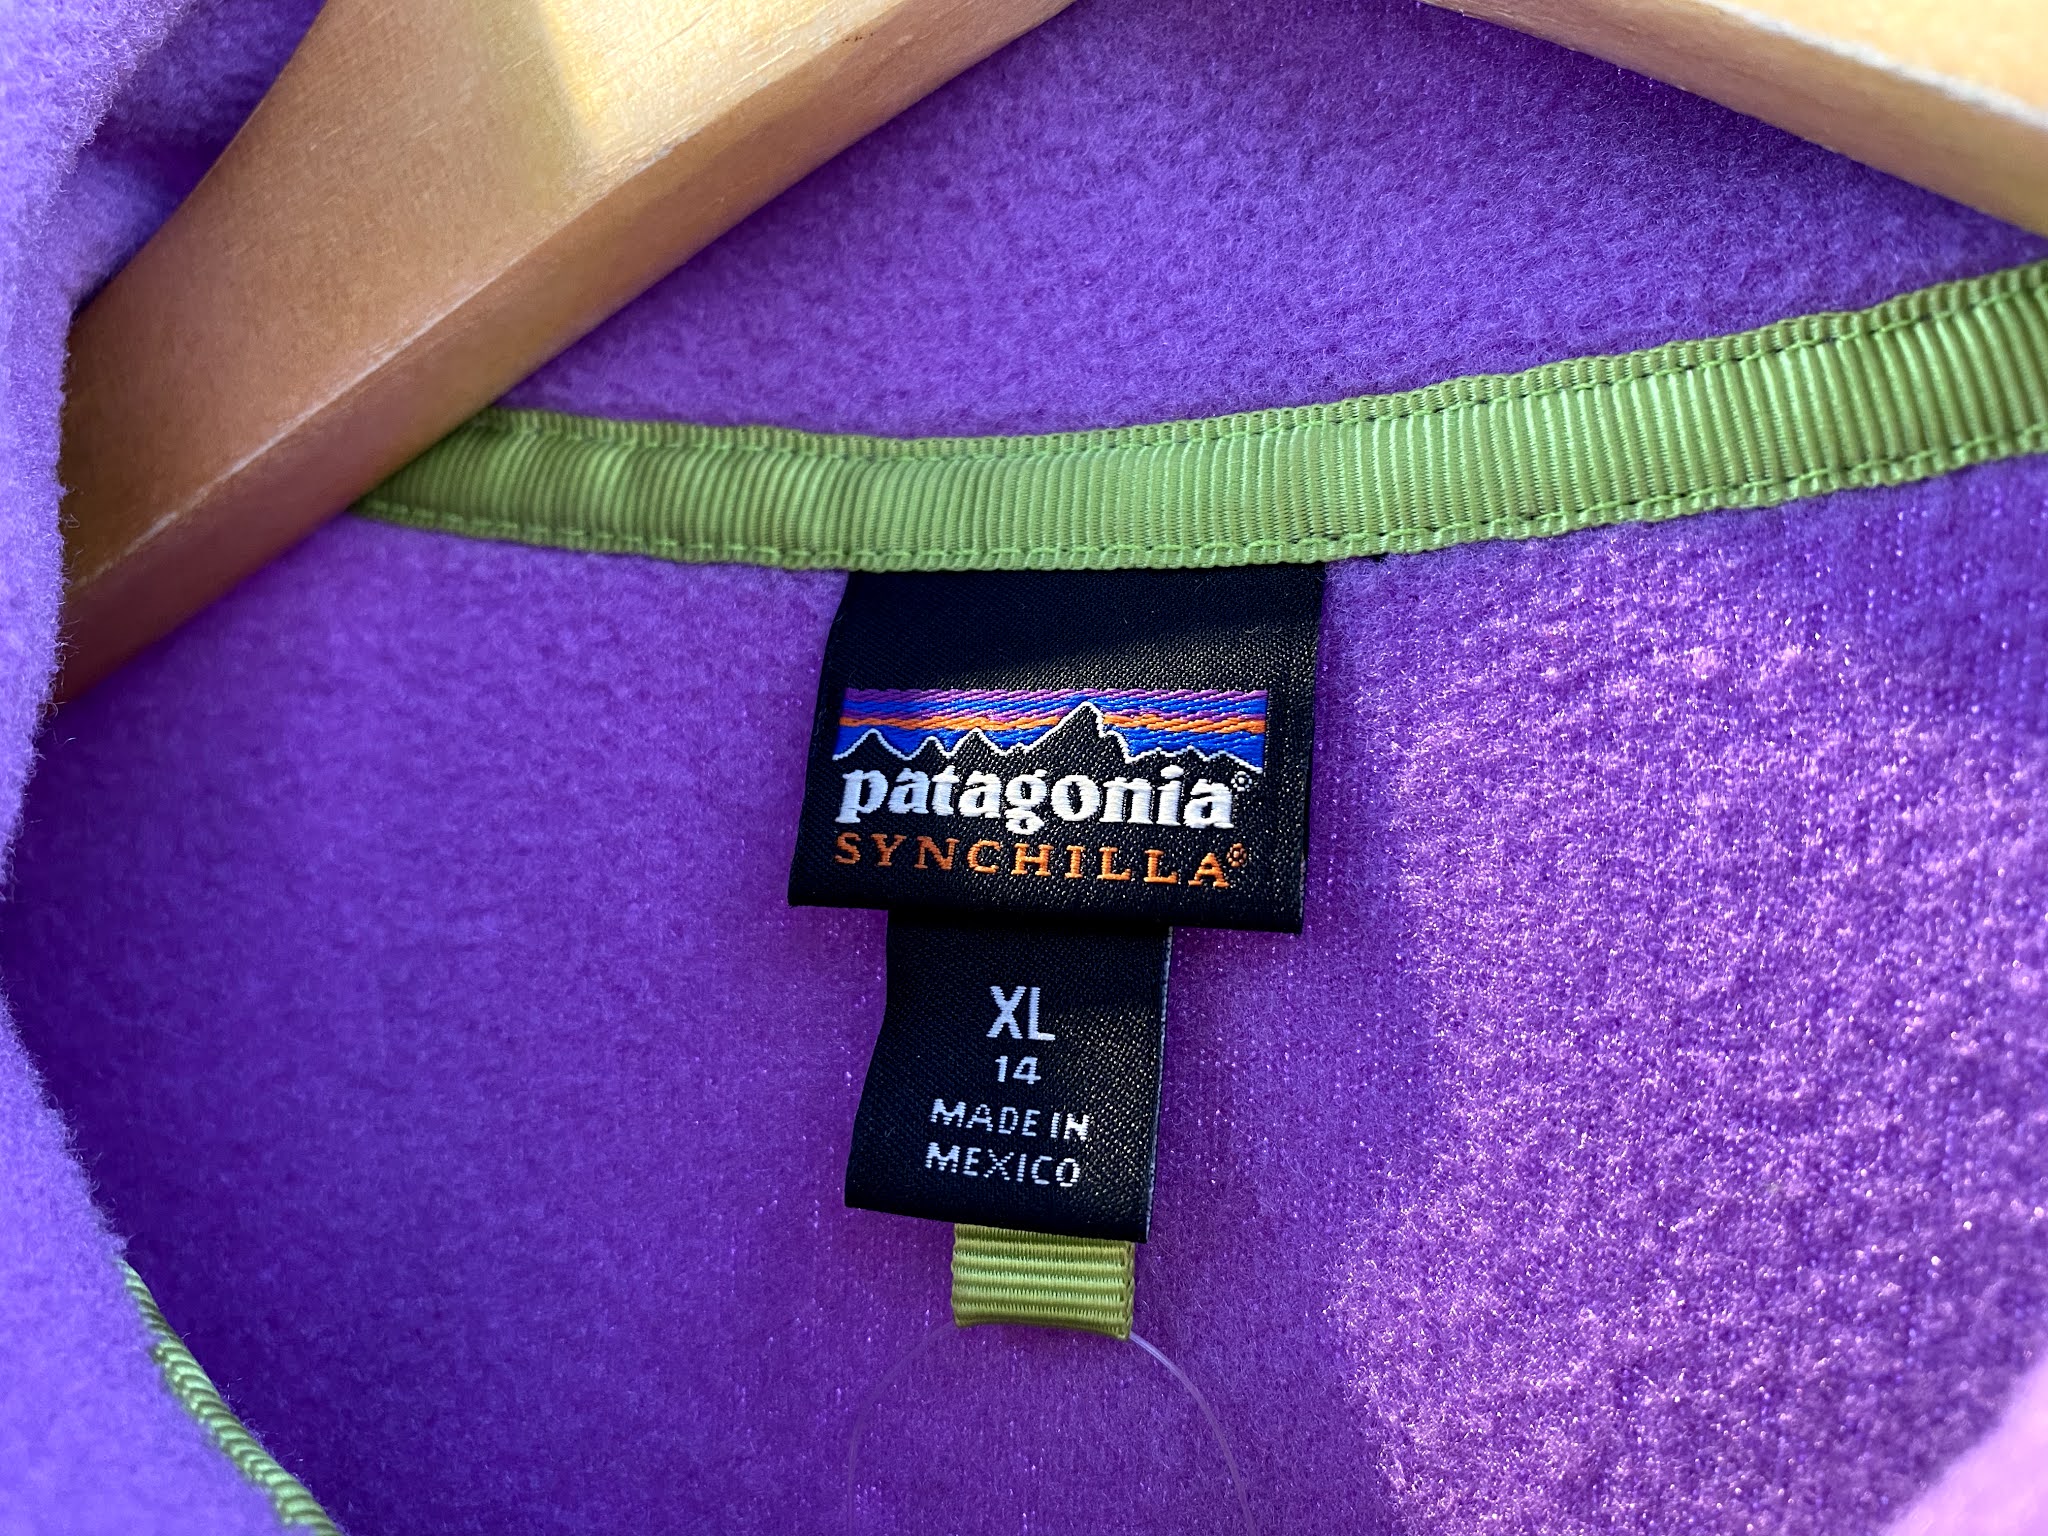 patagonia®
SYNCHILLA®
XL
14
MADE IN
MEXICO